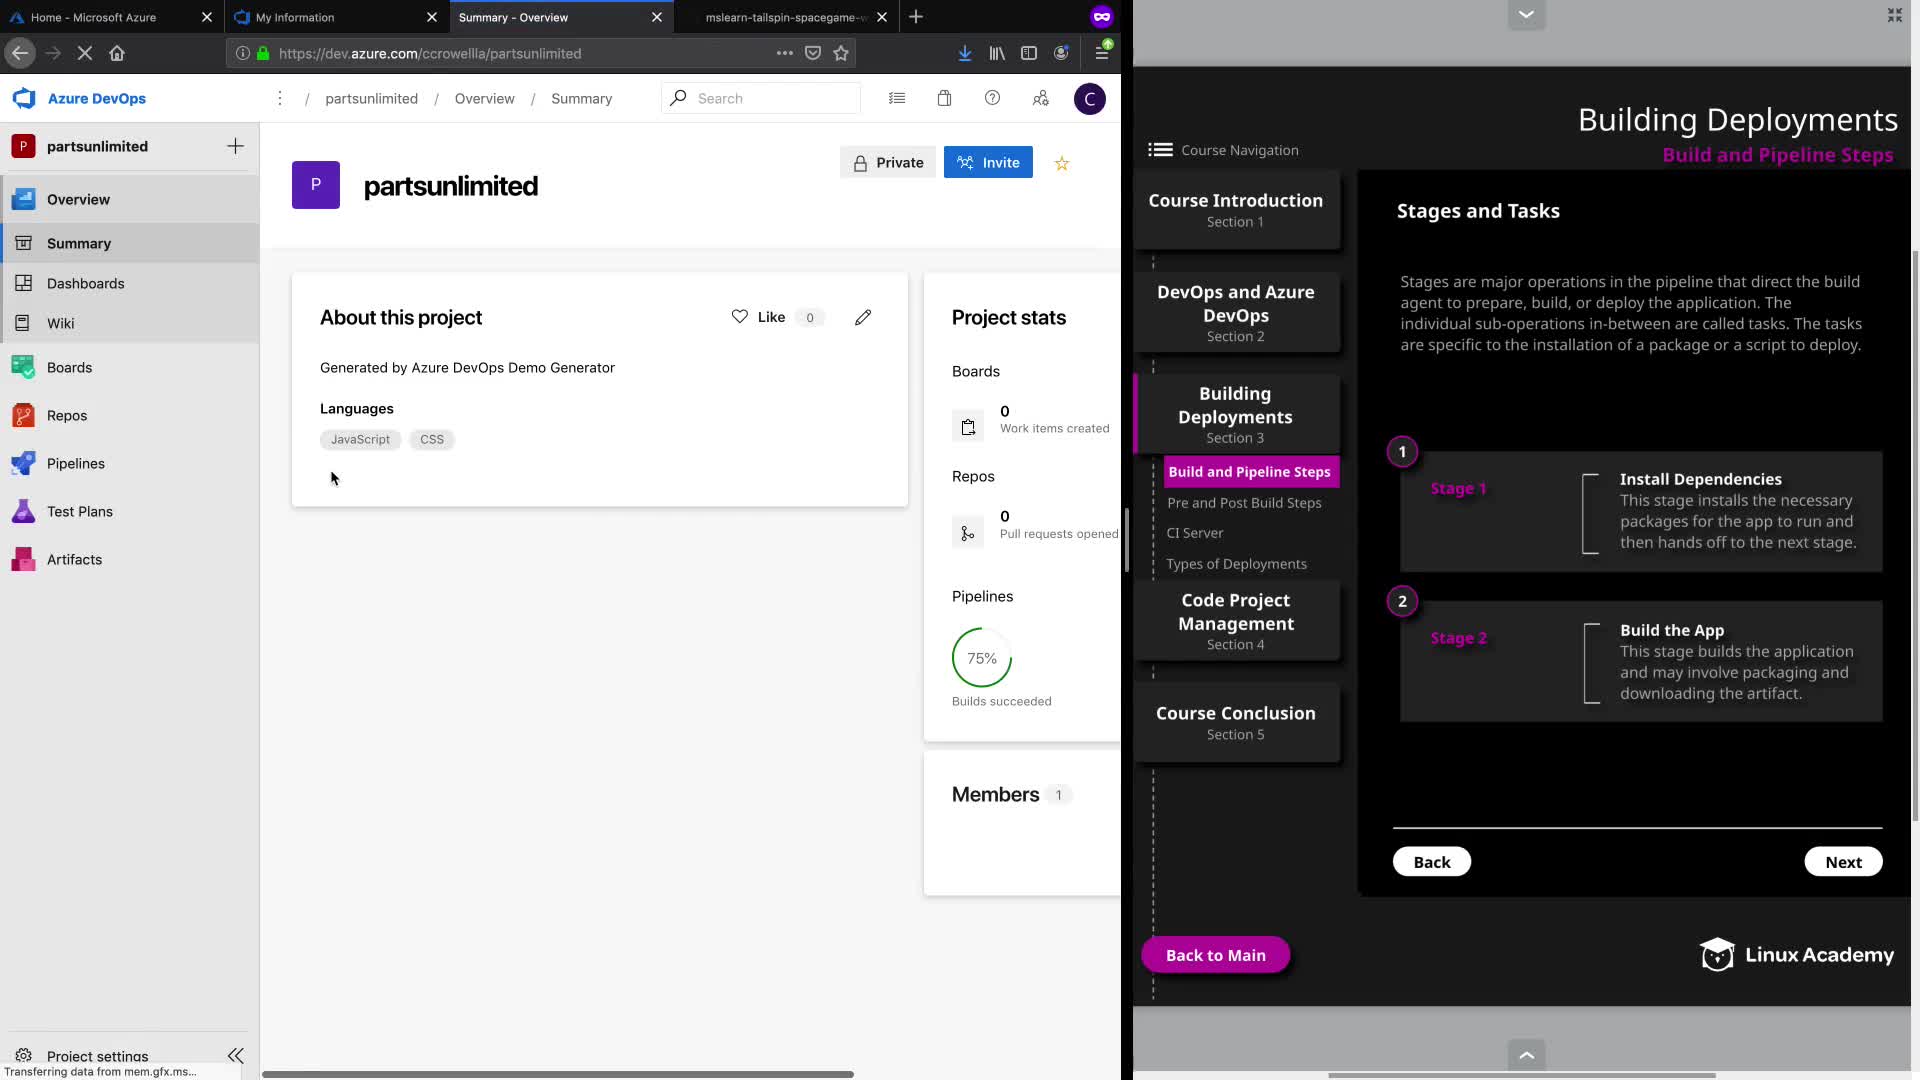 Home - Microsoft Azure
My Information
Summary - Overview
mslearn-tailspin-spacegame-w
https://dev.azure.com/ccrowellla/partsunlimited
Azure DevOps
/ partsunlimited / Overview / Summary
Search
C
P partsunlimited
Overview
Summary
Dashboards
Wiki
Boards
Repos
Pipelines
Test Plans
Artifacts
Project settings
Transferring data from mem.gfx.ms...
P
partsunlimited
Private
Invite
About this project
Like 0
Generated by Azure DevOps Demo Generator
Languages
JavaScript CSS
Project stats
Boards
0
Work items created
Repos
0
Pull requests opened
Pipelines
75%
Builds succeeded
Members 1
Building Deployments
Build and Pipeline Steps
Course Navigation
Course Introduction
Section 1
DevOps and Azure
DevOps
Section 2
Building
Deployments
Section 3
Build and Pipeline Steps
Pre and Post Build Steps
CI Server
Types of Deployments
Code Project
Management
Section 4
Course Conclusion
Section 5
Back to Main
Stages and Tasks
Stages are major operations in the pipeline that direct the build
agent to prepare, build, or deploy the application. The
individual sub-operations in-between are called tasks. The tasks
are specific to the installation of a package or a script to deploy.
1
Stage 1
Install Dependencies
This stage installs the necessary
packages for the app to run and
then hands off to the next stage.
2
Stage 2
Build the App
This stage builds the application
and may involve packaging and
downloading the artifact.
Back
Next
Linux Academy